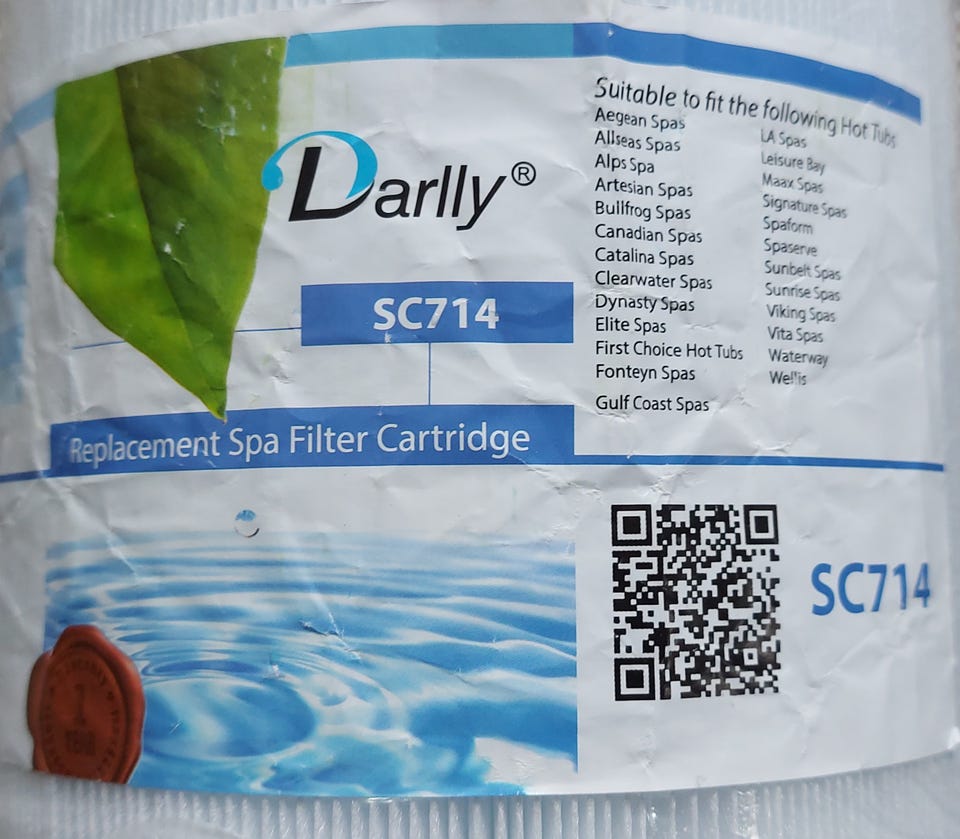 Darlly®
SC714
Replacement Spa Filter Cartridge
Suitable to fit the following Hot Tubs
Aegean Spas
Allseas Spas
Alps Spa
Artesian Spas
Bullfrog Spas
Canadian Spas
Catalina Spas
Clearwater Spas
Dynasty Spas
Elite Spas
First Choice Hot Tubs
Fonteyn Spas
Gulf Coast Spas
LA Spas
Leisure Bay
Maax Spas
Signature Spas
Spaform
Spaserve
Sunbelt Spas
Sunrise Spas
Viking Spas
Vita Spas
Waterway
Wellis
SC714
1